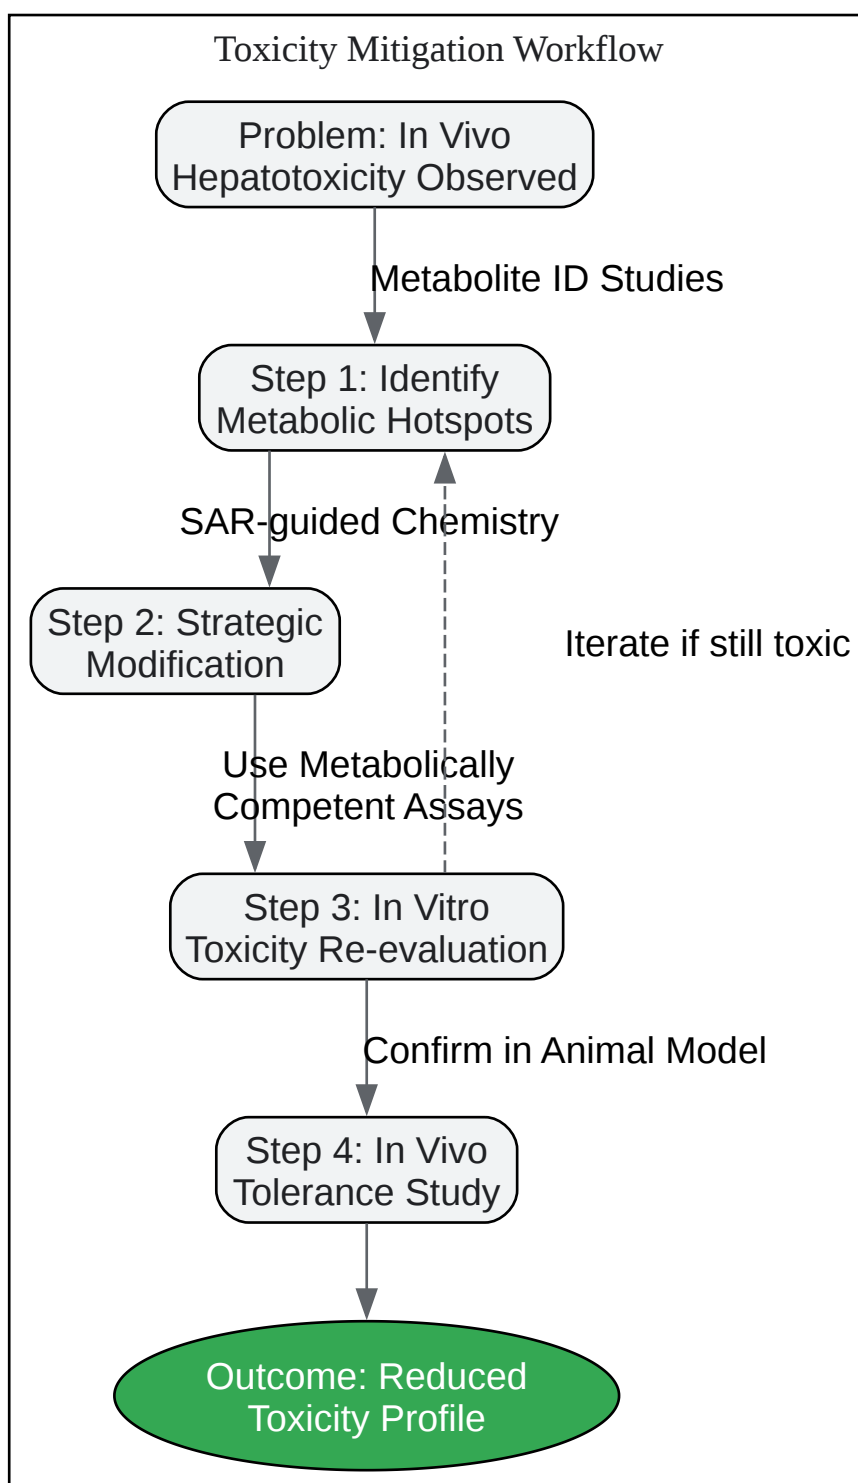 Toxicity Mitigation Workflow
Problem: In Vivo
Hepatotoxicity Observed
Metabolite ID Studies
Step 1: Identify
Metabolic Hotspots
SAR-guided Chemistry
Step 2: Strategic
Modification
Iterate if still toxic
Use Metabolically
Competent Assays
Step 3: In Vitro
Toxicity Re-evaluation
Confirm in Animal Model
Step 4: In Vivo
Tolerance Study
Outcome: Reduced
Toxicity Profile